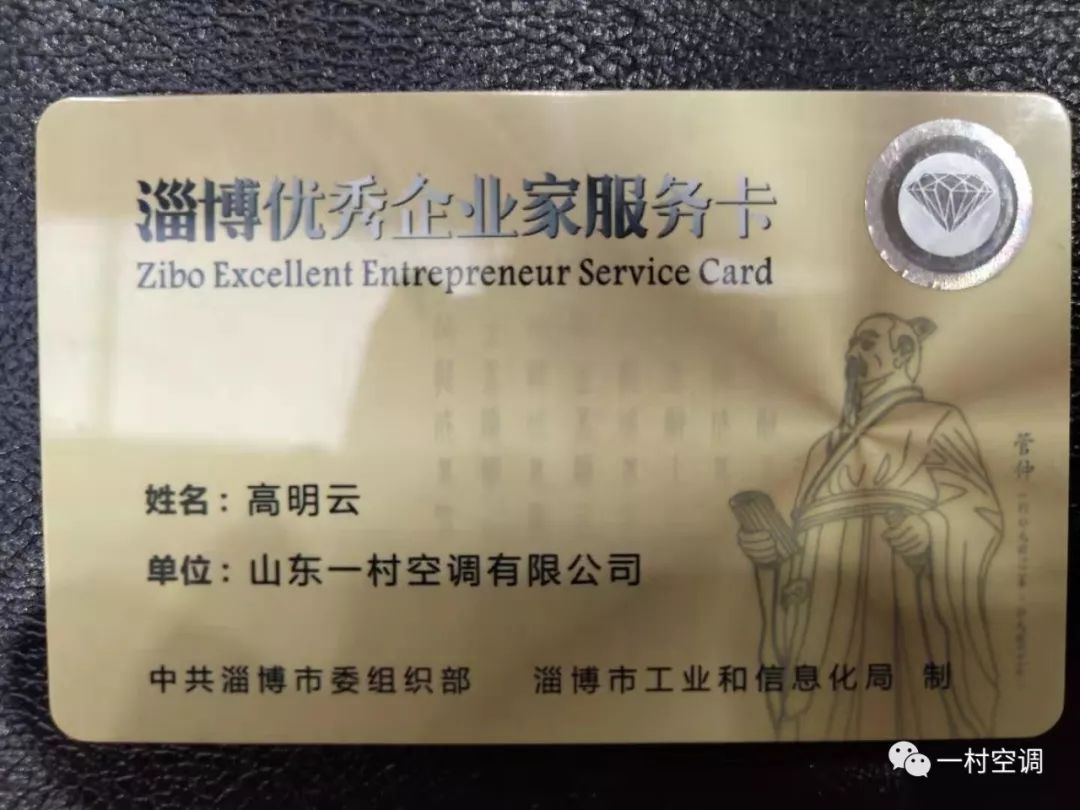 淄博优秀企业家服务卡
Zibo Excellent Entrepreneur Service Card
管仲
姓名：高明云
单位：山东一村空调有限公司
中共淄博市委组织部 淄博市工业和信息化局 制
一村空调